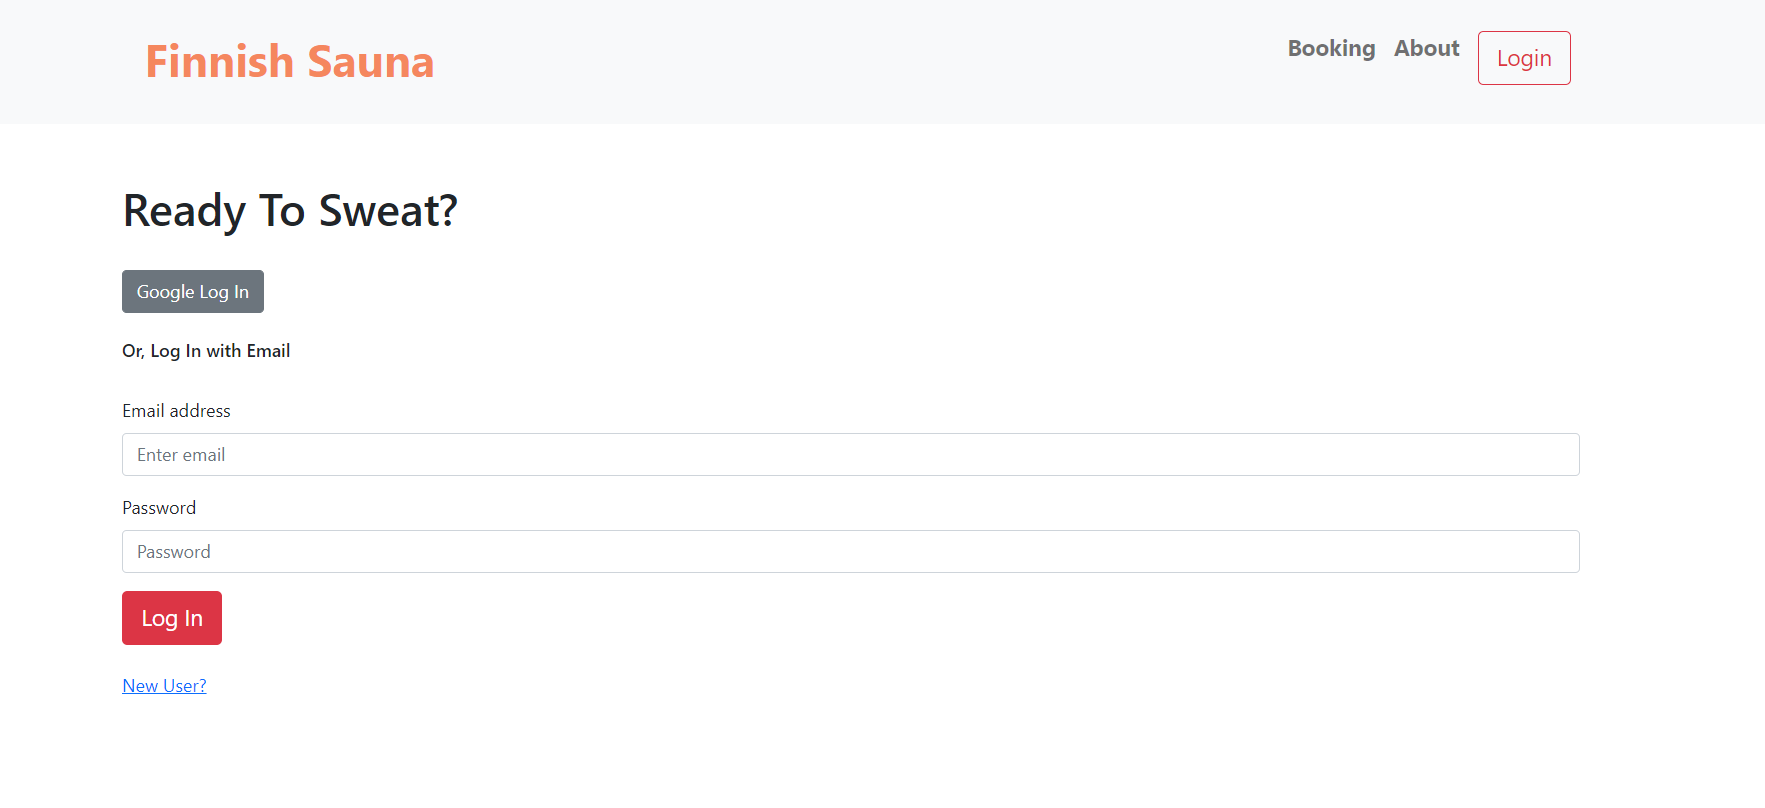 Finnish Sauna
Booking About Login
Ready To Sweat?
Google Log In
Or, Log In with Email
Email address
Enter email
Password
Password
Log In
New User?